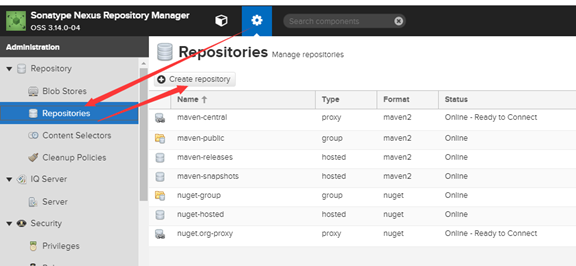 Sonatype Nexus Repository Manager
OSS 3.14.0-04
Search components
Administration
Repository
Blob Stores
Repositories
Content Selectors
Cleanup Policies
IQ Server
Server
Security
Privileges
Repositories Manage repositories
Create repository
Name ↑ Type Format Status
maven-central proxy maven2 Online - Ready to Connect
maven-public group maven2 Online
maven-releases hosted maven2 Online
maven-snapshots hosted maven2 Online
nuget-group group nuget Online
nuget-hosted hosted nuget Online
nuget.org-proxy proxy nuget Online - Ready to Connect